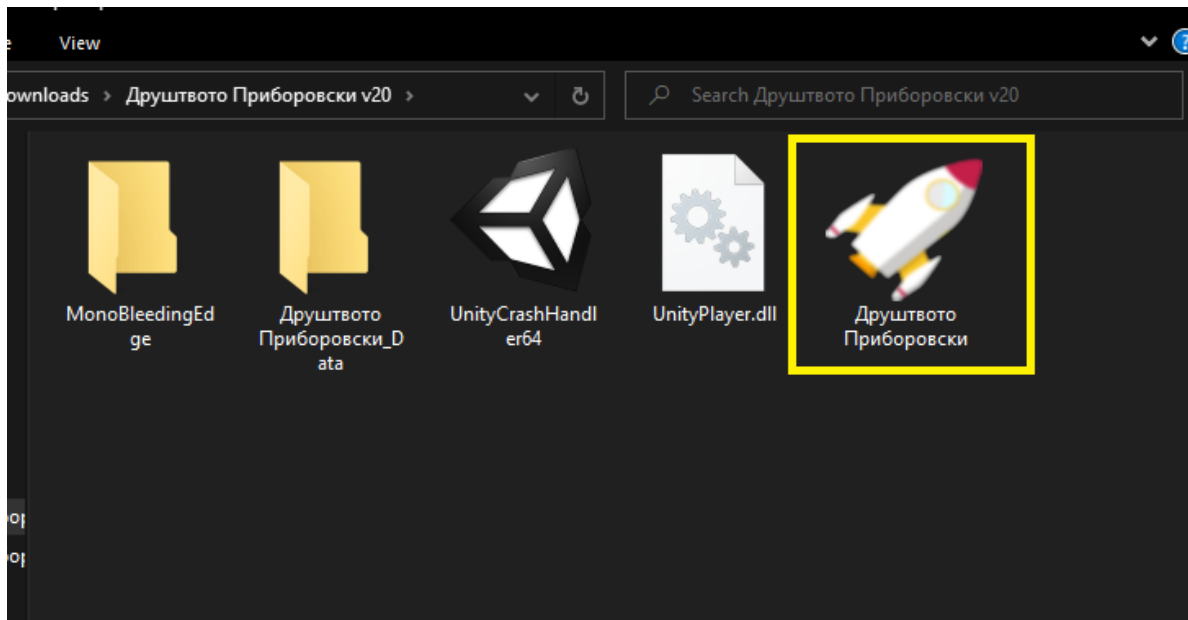 View
ownloads > Друштвото Приборовски v20 >
Search Друштвото Приборовски v20
MonoBleedingEd
ge
Друштвото
Приборовски_D
ata
UnityCrashHandl
er64
UnityPlayer.dll
Друштвото
Приборовски